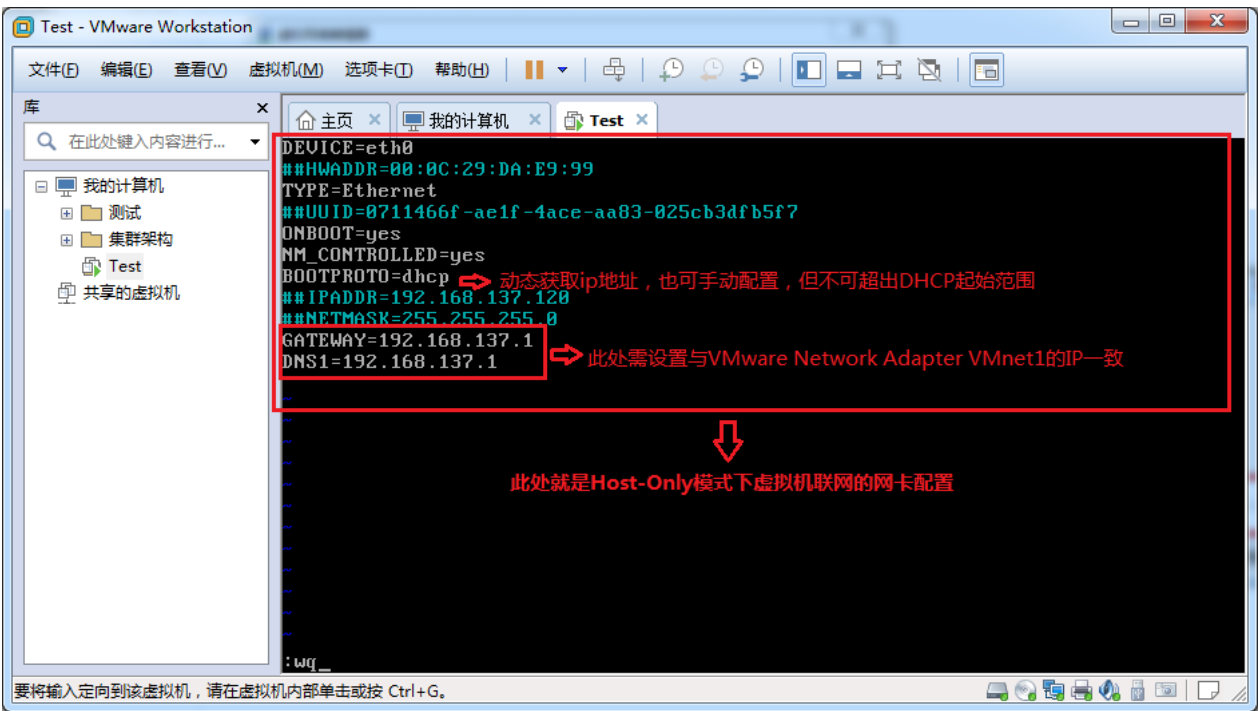 Test - VMware Workstation
文件(F) 编辑(E) 查看(V) 虚拟机(M) 选项卡(T) 帮助(H)
库
在此处键入内容进行...
我的计算机
测试
集群架构
Test
共享的虚拟机
主页 我的计算机 Test
DEVICE=eth0
##HWADDR=00:0C:29:DA:E9:99
TYPE=Ethernet
##UUID=0711466f-ae1f-4ace-aa83-025cb3dfb5f7
ONBOOT=yes
NM_CONTROLLED=yes
BOOTPROTO=dhcp 动态获取ip地址，也可手动配置，但不可超出DHCP起始范围
##IPADDR=192.168.137.120
##NETMASK=255.255.255.0
GATEWAY=192.168.137.1
DNS1=192.168.137.1
此处需设置与VMware Network Adapter VMnet1的IP一致
~
~
~
此处就是Host-Only模式下虚拟机联网的网卡配置
~
~
~
~
~
~
~
~
~
:wq_
要将输入定向到该虚拟机，请在虚拟机内部单击或按 Ctrl+G。